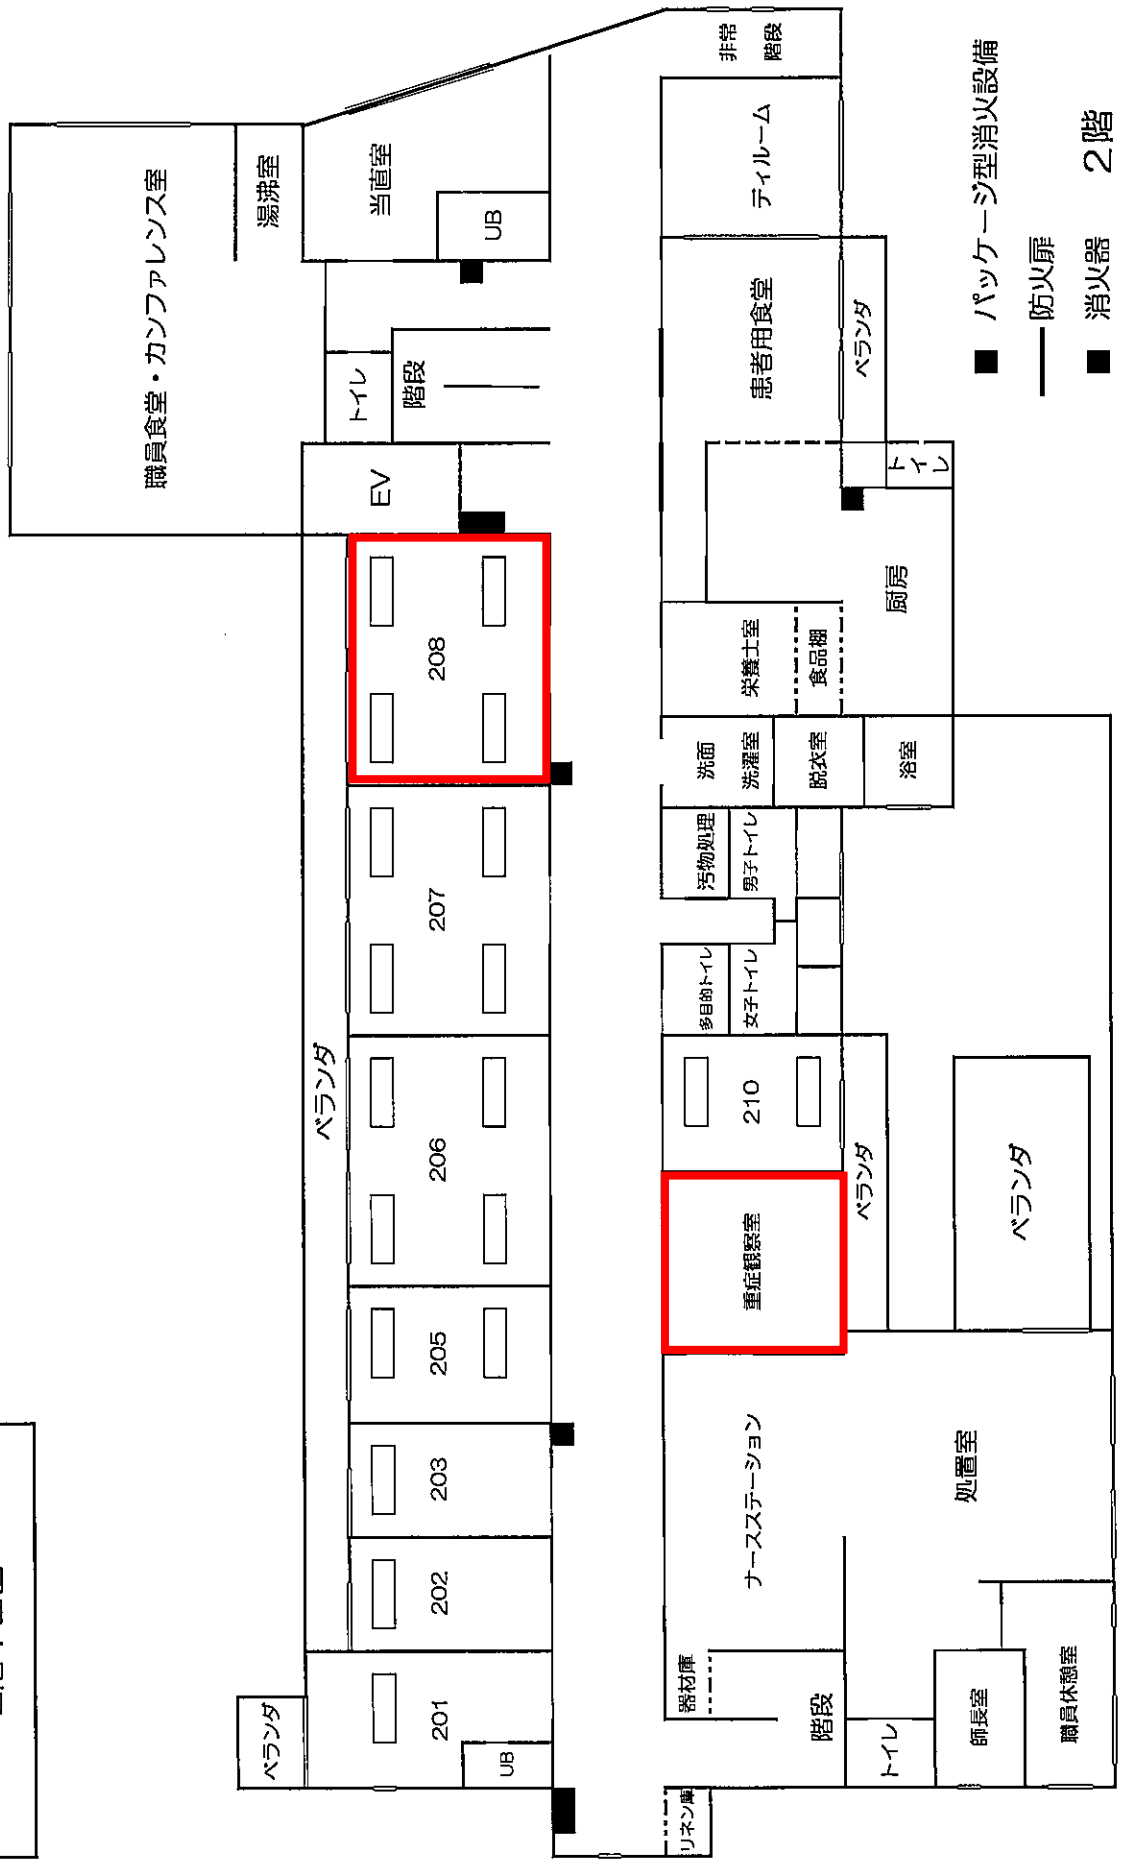 職員食堂・カンファレンス室
湯沸室
当直室
UB
トイレ
階段
EV
ベランダ
208
207
206
205
203
202
201
UB
ベランダ
非常
階段
ディルーム
患者用食堂
ベランダ
トイレ
厨房
栄養士室
食品棚
洗面
洗濯室
脱衣室
浴室
汚物処理
男子トイレ
多目的トイレ
女子トイレ
210
ベランダ
重症観察室
ベランダ
ナースステーション
処置室
器材庫
階段
トイレ
師長室
職員休憩室
リネン庫
■ パッケージ型消火設備
防火扉
■ 消火器
2階